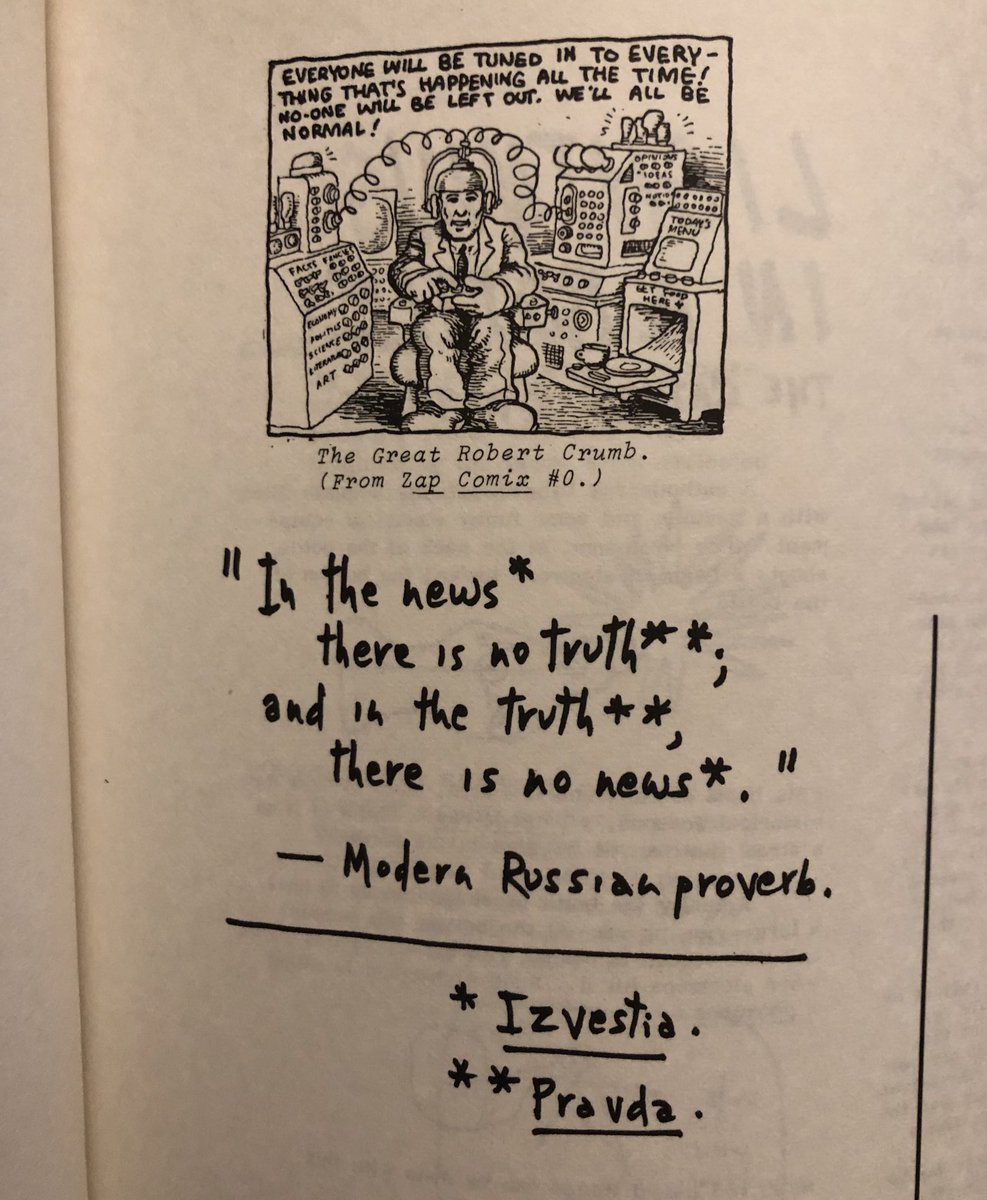 EVERYONE WILL BE TUNED IN TO EVERY-
THING THAT'S HAPPENING ALL THE TIME!
NO-ONE WILL BE LEFT OUT. WE'LL ALL BE
NORMAL!
OPINIONS
IDEAS
TODAY'S
MENU
FACTS FANCIES
GET FOOD
HERE
ECONOMY
POLITICS
SCIENCE
LITERATURE
ART
The Great Robert Crumb.
(From Zap Comix #0.)
"In the news*
there is no truth**;
and in the truth**,
there is no news*."
— Modern Russian proverb.
* Izvestia.
** Pravda.